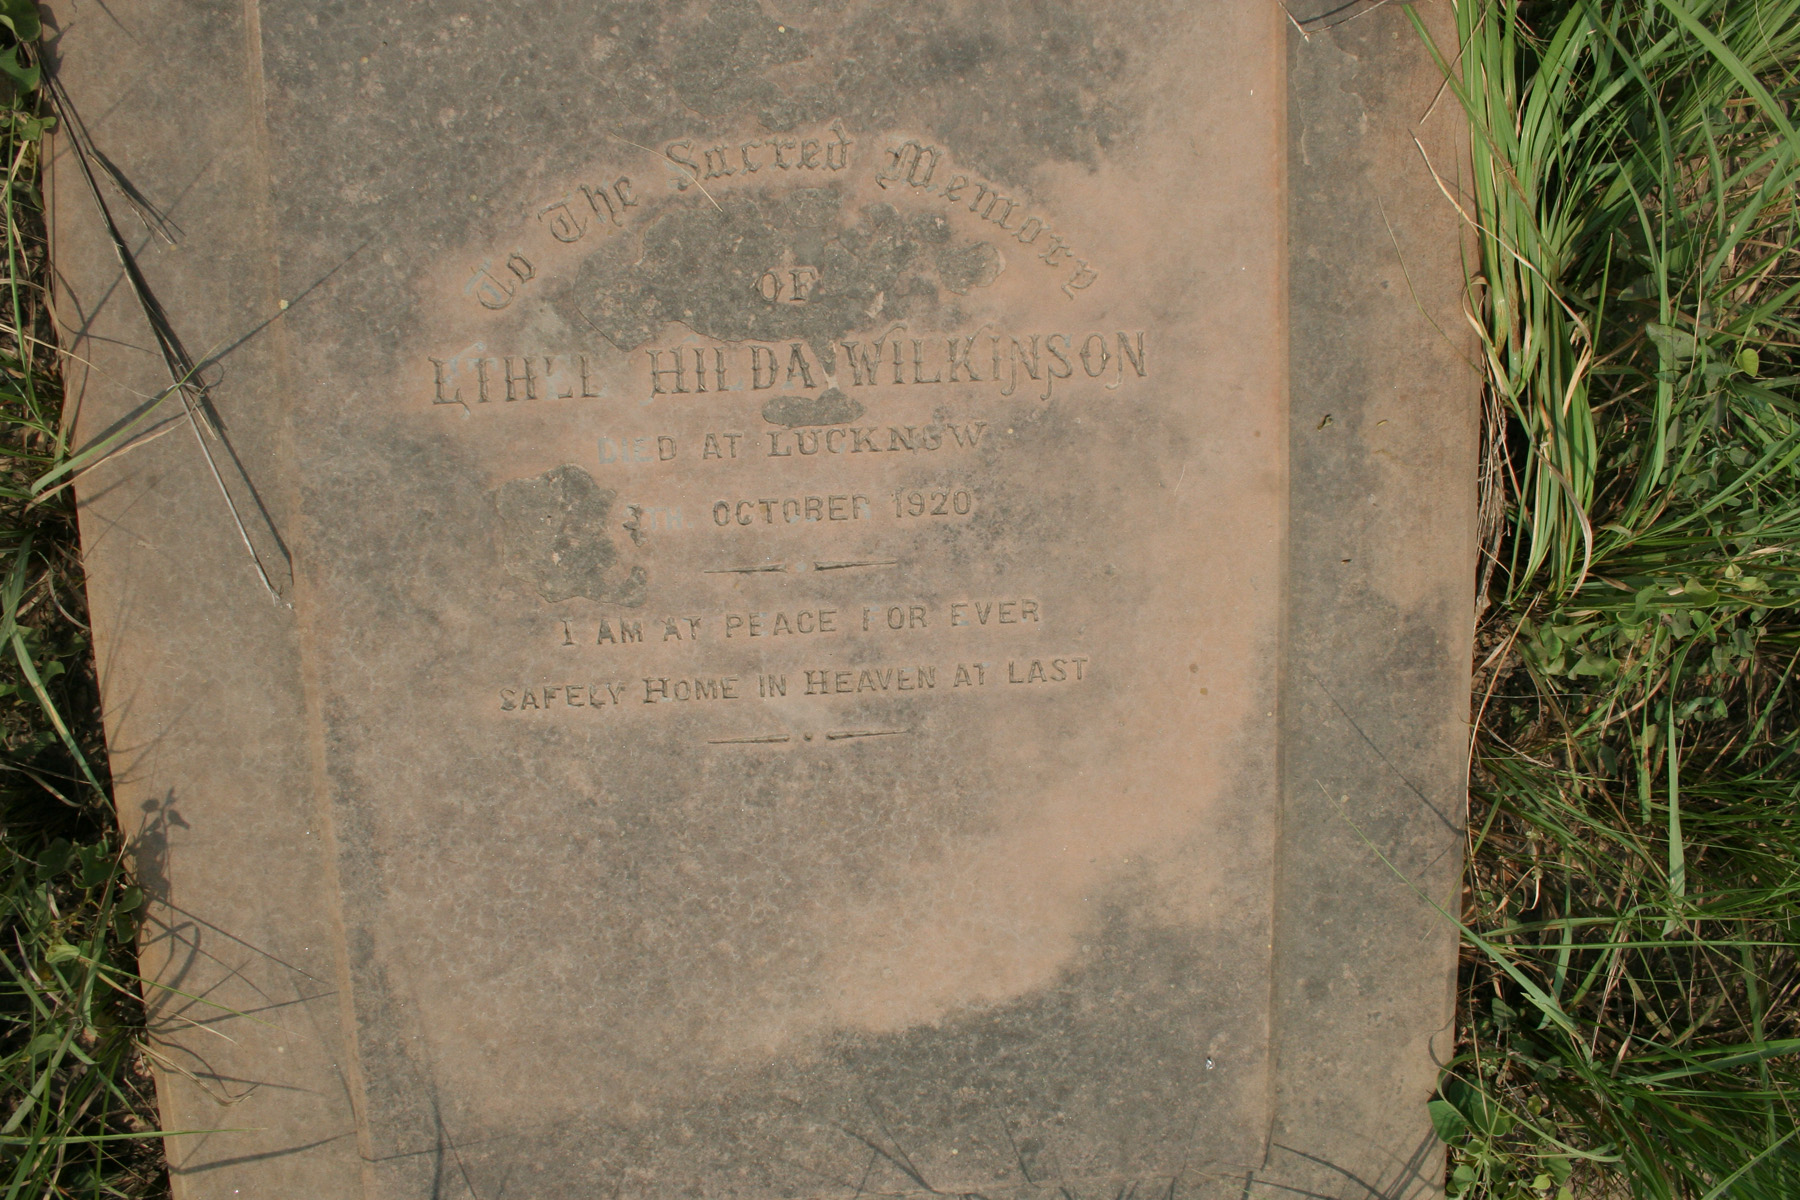 To The Sacred Memory
OF
ETHEL HILDA WILKINSON
DIED AT LUCKNOW
OCTOBER 1920
I AM AT PEACE FOR EVER
SAFELY HOME IN HEAVEN AT LAST